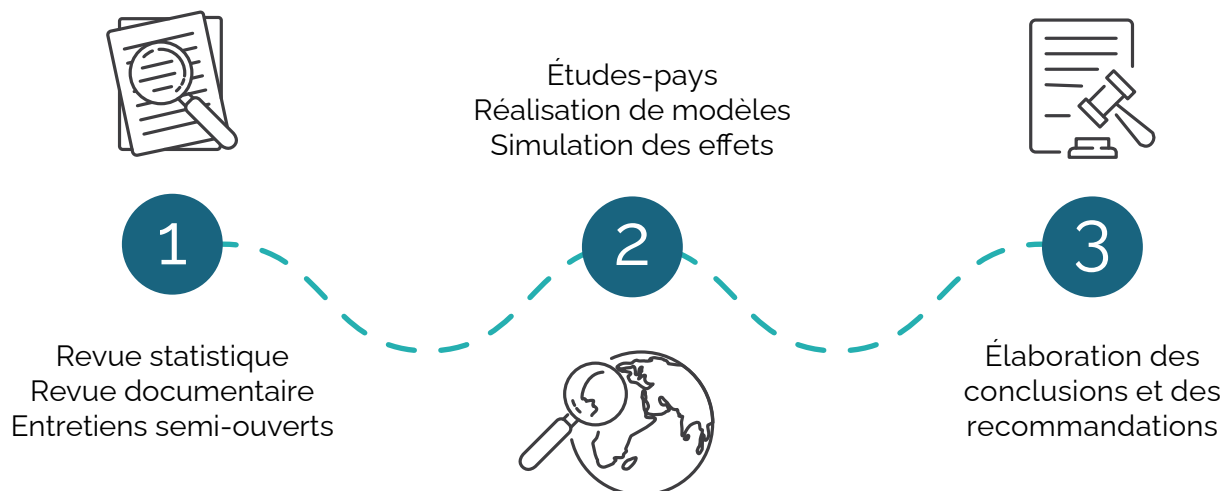 1
Revue statistique
Revue documentaire
Entretiens semi-ouverts
Études-pays
Réalisation de modèles
Simulation des effets
2
3
Élaboration des
conclusions et des
recommandations